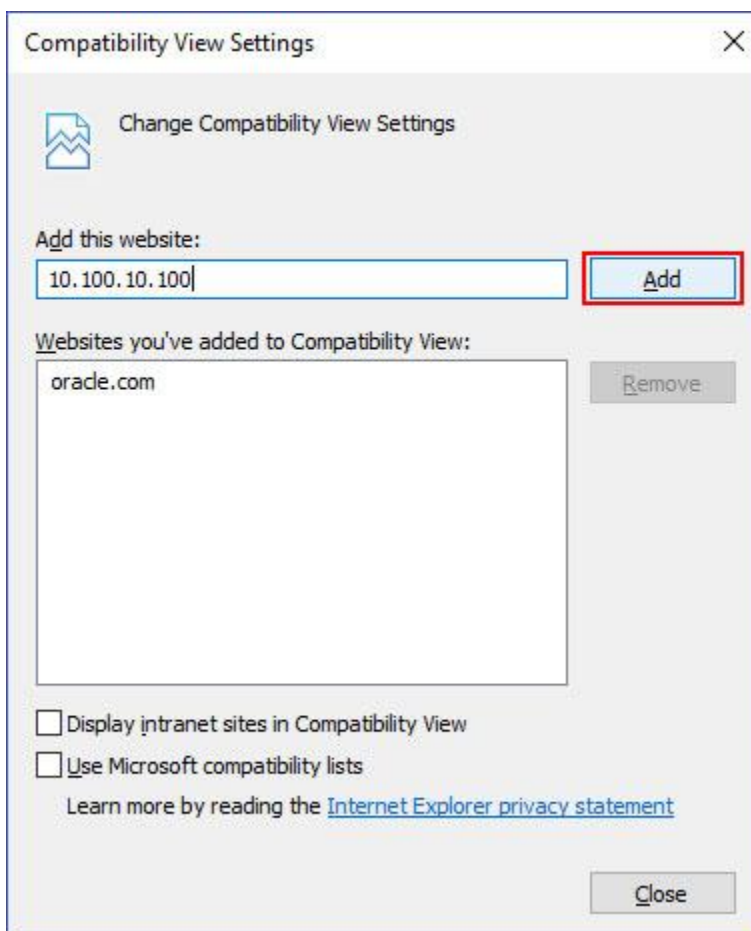 Compatibility View Settings
Change Compatibility View Settings
Add this website:
10.100.10.100
Add
Websites you've added to Compatibility View:
oracle.com
Remove
Display intranet sites in Compatibility View
Use Microsoft compatibility lists
Learn more by reading the Internet Explorer privacy statement
Close